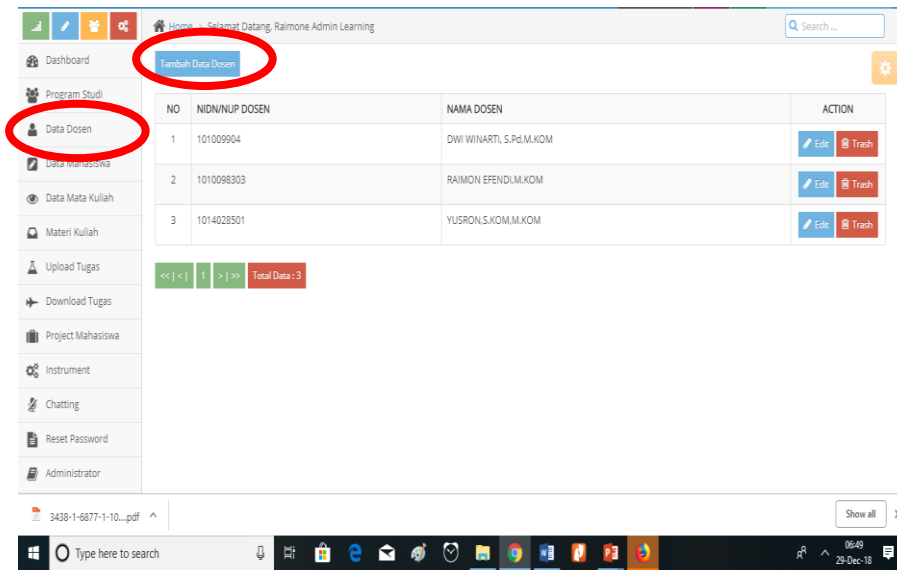 Home > Selamat Datang, Raimone Admin Learning
Search ...
Dashboard
Program Studi
Data Dosen
Data Mahasiswa
Data Mata Kuliah
Materi Kuliah
Upload Tugas
Download Tugas
Project Mahasiswa
Instrument
Chatting
Reset Password
Administrator
Tambah Data Dosen
NO NIDN/NUP DOSEN NAMA DOSEN ACTION
1 101009904 DWI WINARTI, S.Pd,M.KOM Edit Trash
2 1010098303 RAIMON EFENDI,M.KOM Edit Trash
3 1014028501 YUSRON,S.KOM,M.KOM Edit Trash
<< | < | 1 > | >> Total Data : 3
3438-1-6877-1-10....pdf
Show all
Type here to search
06:49
29-Dec-18